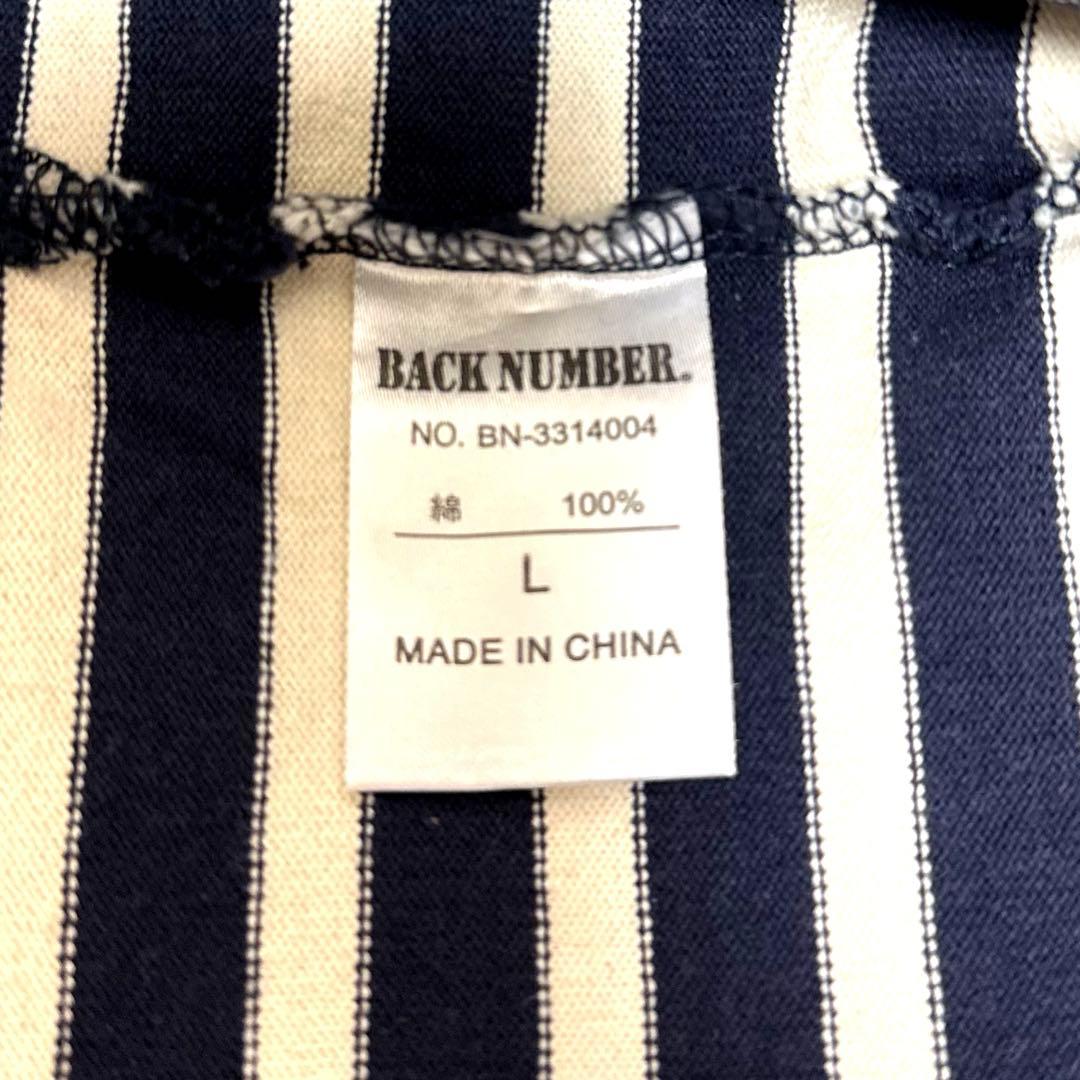 BACK NUMBER.
NO. BN-3314004
綿 100%
L
MADE IN CHINA